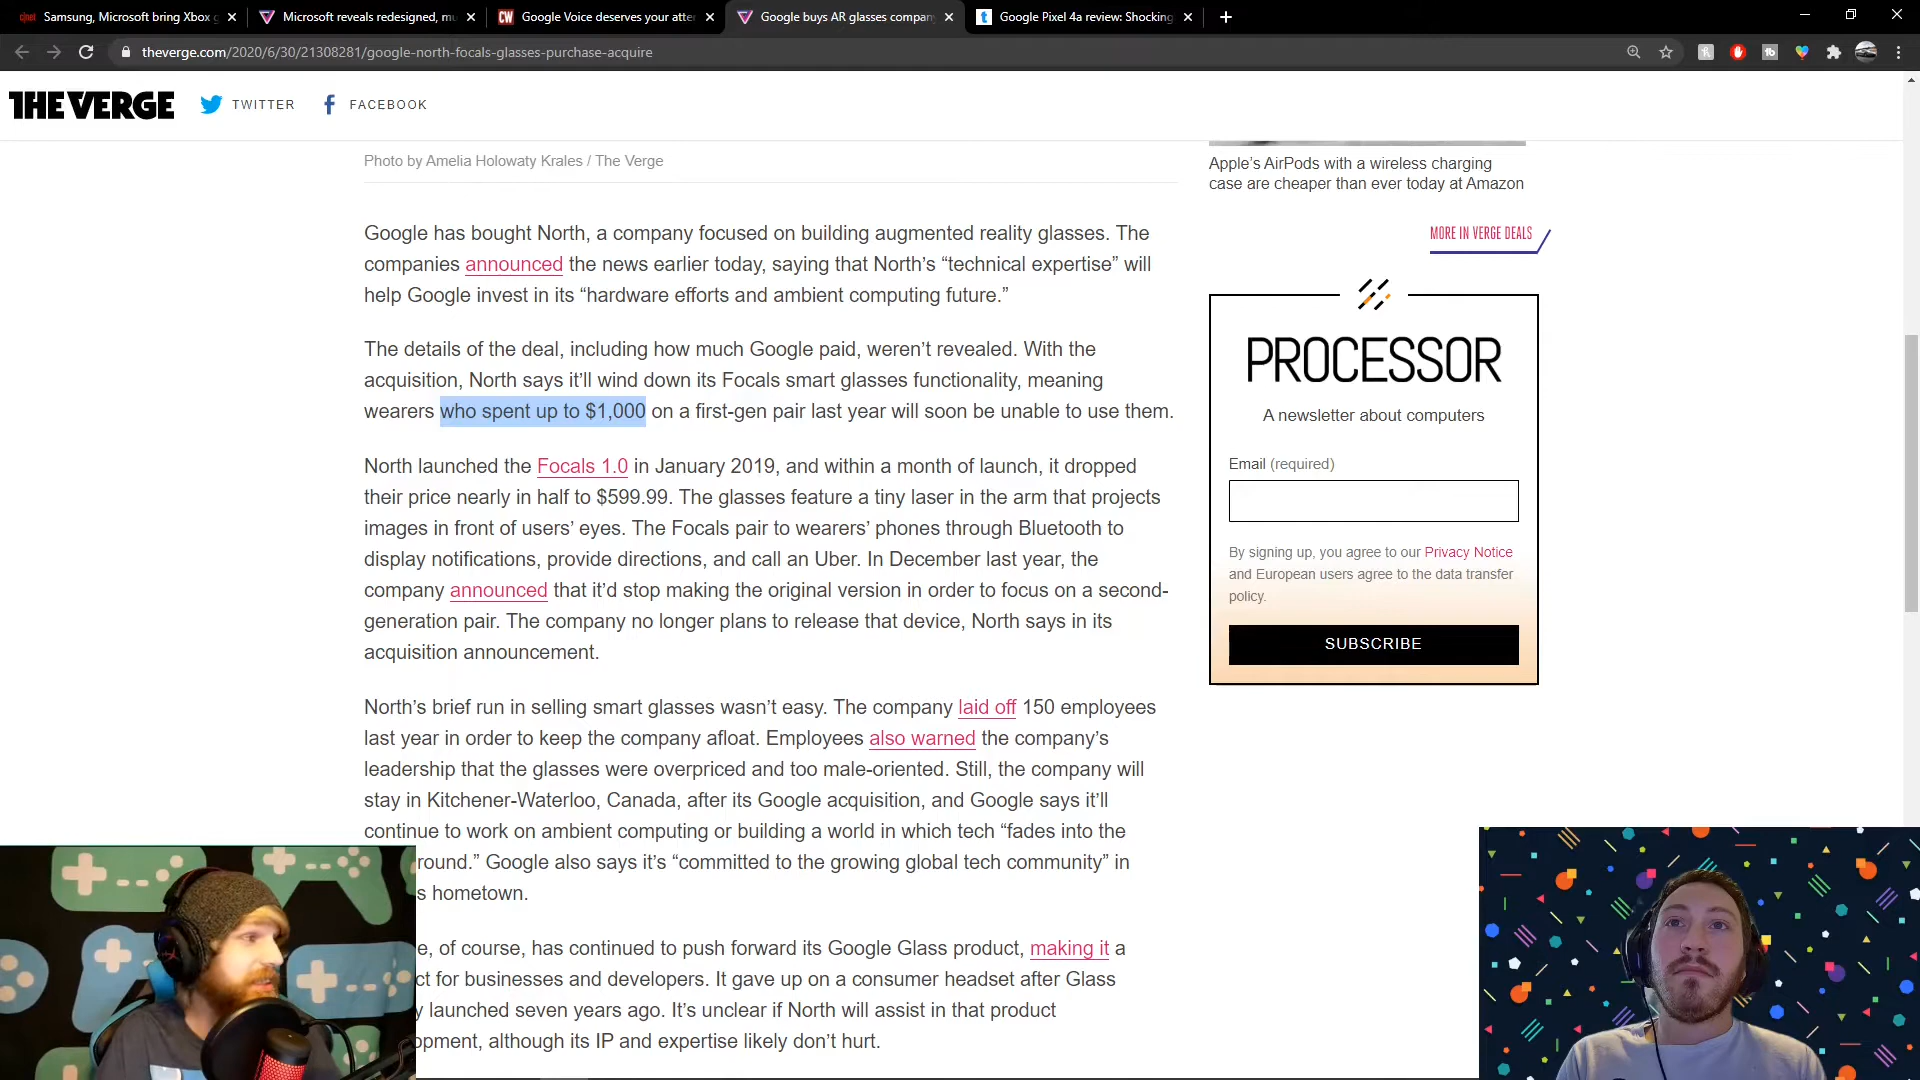 cnet Samsung, Microsoft bring Xbox g
Microsoft reveals redesigned, mu
CW Google Voice deserves your atte
Google buys AR glasses company
t Google Pixel 4a review: Shocking
theverge.com/2020/6/30/21308281/google-north-focals-glasses-purchase-acquire
THE VERGE
TWITTER
FACEBOOK
Photo by Amelia Holowaty Krales / The Verge
Google has bought North, a company focused on building augmented reality glasses. The
companies announced the news earlier today, saying that North’s “technical expertise” will
help Google invest in its “hardware efforts and ambient computing future.”
The details of the deal, including how much Google paid, weren’t revealed. With the
acquisition, North says it’ll wind down its Focals smart glasses functionality, meaning
wearers who spent up to $1,000 on a first-gen pair last year will soon be unable to use them.
North launched the Focals 1.0 in January 2019, and within a month of launch, it dropped
their price nearly in half to $599.99. The glasses feature a tiny laser in the arm that projects
images in front of users’ eyes. The Focals pair to wearers’ phones through Bluetooth to
display notifications, provide directions, and call an Uber. In December last year, the
company announced that it’d stop making the original version in order to focus on a second-
generation pair. The company no longer plans to release that device, North says in its
acquisition announcement.
North’s brief run in selling smart glasses wasn’t easy. The company laid off 150 employees
last year in order to keep the company afloat. Employees also warned the company’s
leadership that the glasses were overpriced and too male-oriented. Still, the company will
stay in Kitchener-Waterloo, Canada, after its Google acquisition, and Google says it’ll
continue to work on ambient computing or building a world in which tech “fades into the
round.” Google also says it’s “committed to the growing global tech community” in
s hometown.
e, of course, has continued to push forward its Google Glass product, making it a
ct for businesses and developers. It gave up on a consumer headset after Glass
y launched seven years ago. It’s unclear if North will assist in that product
opment, although its IP and expertise likely don’t hurt.
Apple’s AirPods with a wireless charging
case are cheaper than ever today at Amazon
MORE IN VERGE DEALS
PROCESSOR
A newsletter about computers
Email (required)
By signing up, you agree to our Privacy Notice
and European users agree to the data transfer
policy.
SUBSCRIBE